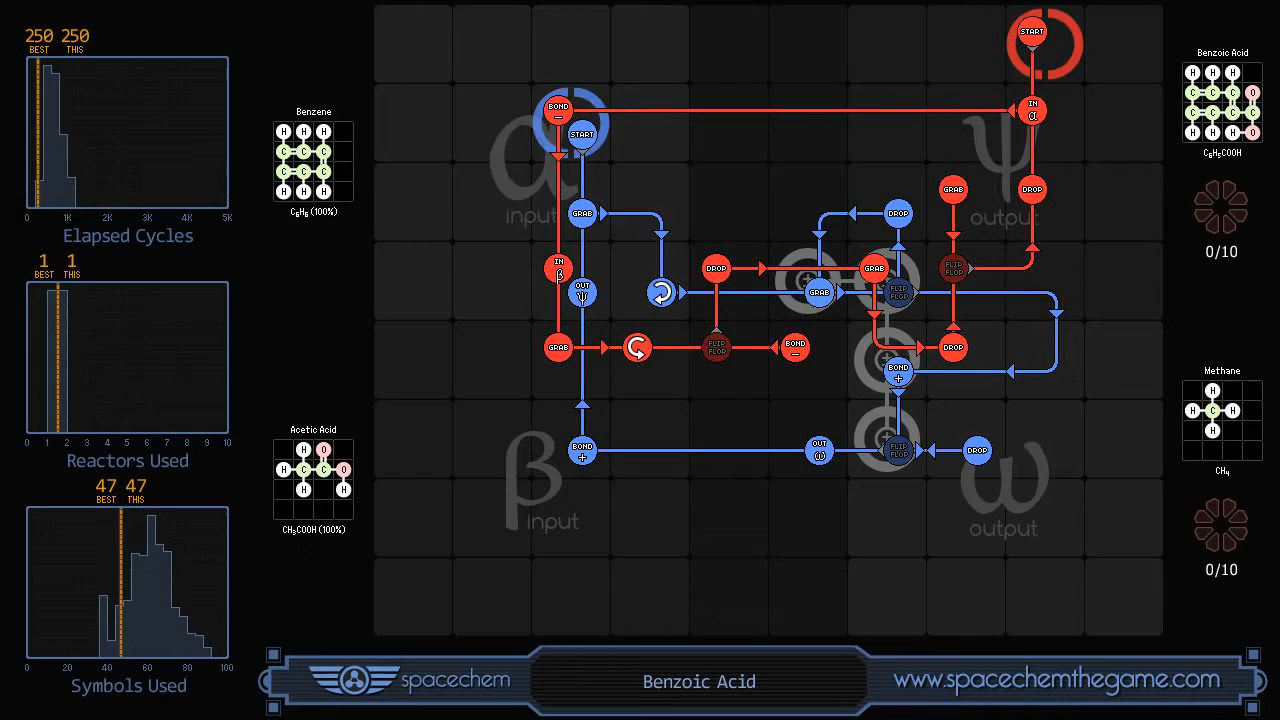 250 250
BEST THIS
0 1K 2K 3K 4K 5K
Elapsed Cycles
1 1
BEST THIS
0 1 2 3 4 5 6 7 8 9 10
Reactors Used
47 47
BEST THIS
0 20 40 60 80 100
Symbols Used
Benzene
H H H
C C C
C C C
H H H
C₆H₆ (100%)
Acetic Acid
H O
H C C O
H H
CH₃COOH (100%)
START
BOND
−
IN
α
START
α
input
ψ
output
GRAB
DROP
GRAB
DROP
IN
β
OUT
ψ
DROP
GRAB
FLIP
FLOP
GRAB
FLIP
FLOP
GRAB
FLIP
FLOP
BOND
−
DROP
BOND
+
BOND
+
OUT
ω
FLIP
FLOP
DROP
β
input
ω
output
Benzoic Acid
H H H
C C C O
C C C C
H H H O
C₆H₅COOH
0/10
Methane
H
H C H
H
CH₄
0/10
spacechem
Benzoic Acid
www.spacechemthegame.com